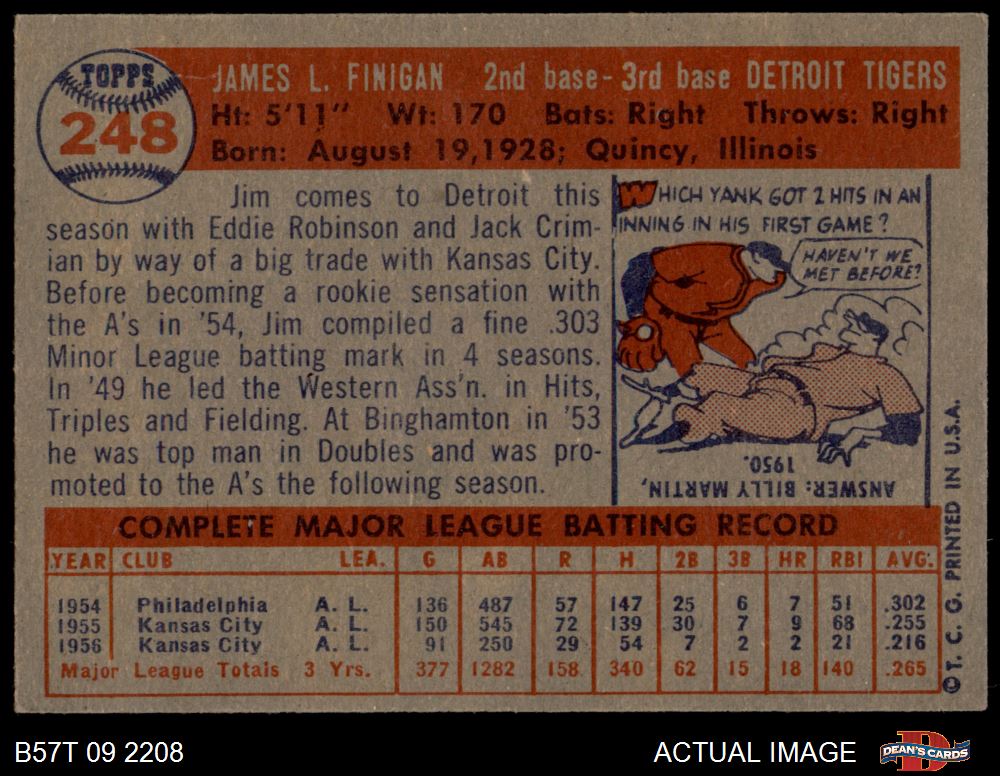 TOPPS
248
JAMES L. FINIGAN 2nd base - 3rd base DETROIT TIGERS
Ht: 5'11" Wt: 170 Bats: Right Throws: Right
Born: August 19, 1928; Quincy, Illinois
Jim comes to Detroit this
season with Eddie Robinson and Jack Crim-
ian by way of a big trade with Kansas City.
Before becoming a rookie sensation with
the A's in '54, Jim compiled a fine .303
Minor League batting mark in 4 seasons.
In '49 he led the Western Ass'n. in Hits,
Triples and Fielding. At Binghamton in '53
he was top man in Doubles and was pro-
moted to the A's the following season.
WHICH YANK GOT 2 HITS IN AN
INNING IN HIS FIRST GAME?
HAVEN'T WE
MET BEFORE?
ANSWER: BILLY MARTIN,
1950.
COMPLETE MAJOR LEAGUE BATTING RECORD
YEAR CLUB LEA. G AB R H 2B 3B HR RBI AVG.
1954 Philadelphia A. L. 136 487 57 147 25 6 7 51 .302
1955 Kansas City A. L. 150 545 72 139 30 7 9 68 .255
1956 Kansas City A. L. 91 250 29 54 7 2 2 21 .216
Major League Totals 3 Yrs. 377 1282 158 340 62 15 18 140 .265
© T. C. G. PRINTED IN U.S.A.
B57T 09 2208
ACTUAL IMAGE
D
DEAN'S CARDS